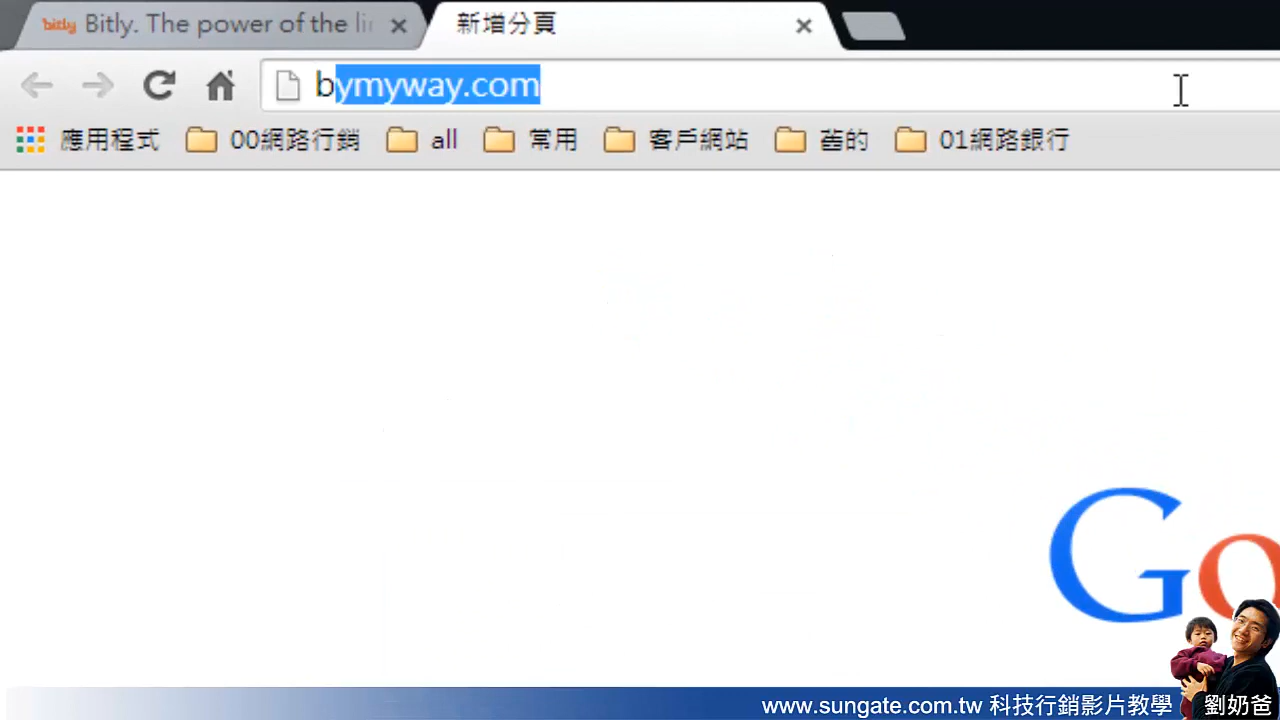 bitly Bitly. The power of the li
新增分頁
bymyway.com
應用程式 00網路行銷 all 常用 客戶網站 舊的 01網路銀行
Go
www.sungate.com.tw 科技行銷影片教學 劉奶爸